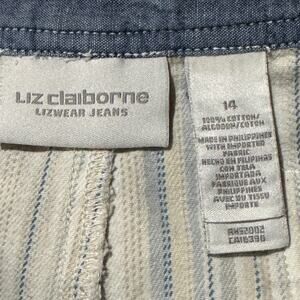 Liz claiborne
LIZWEAR JEANS
14
100% COTTON/
ALGODON/COTON
MADE IN PHILIPPINES
WITH IMPORTED
FABRIC
HECHO EN FILIPINAS
CON TELA
IMPORTADA
FABRIQUE AUX
PHILIPPINES
AVEC DU TISSU
IMPORTE
RN52002
CA16396